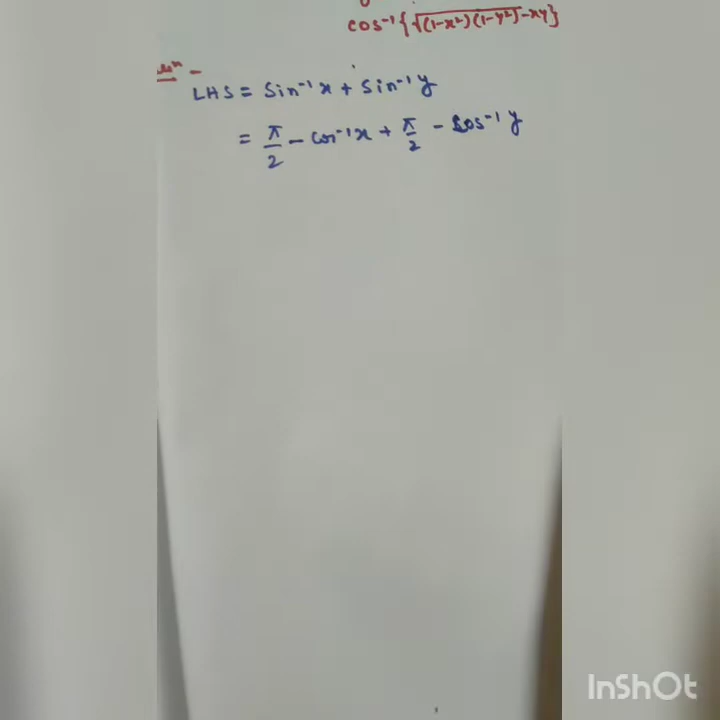 cos⁻¹{√(1-x²)(1-y²) -xy}
LHS = Sin⁻¹x + Sin⁻¹y
= π/2 - cos⁻¹x + π/2 - cos⁻¹y
InShOt